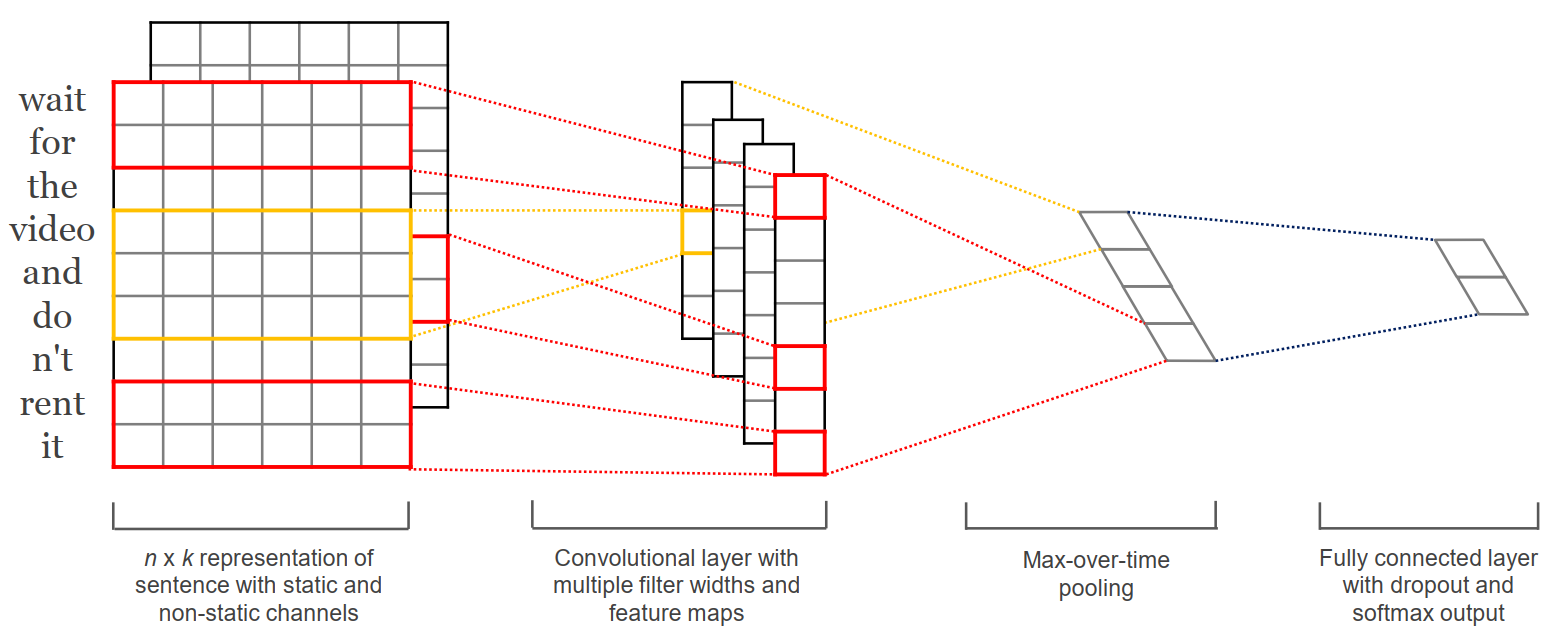 wait
for
the
video
and
do
n't
rent
it
n x k representation of
sentence with static and
non-static channels
Convolutional layer with
multiple filter widths and
feature maps
Max-over-time
pooling
Fully connected layer
with dropout and
softmax output